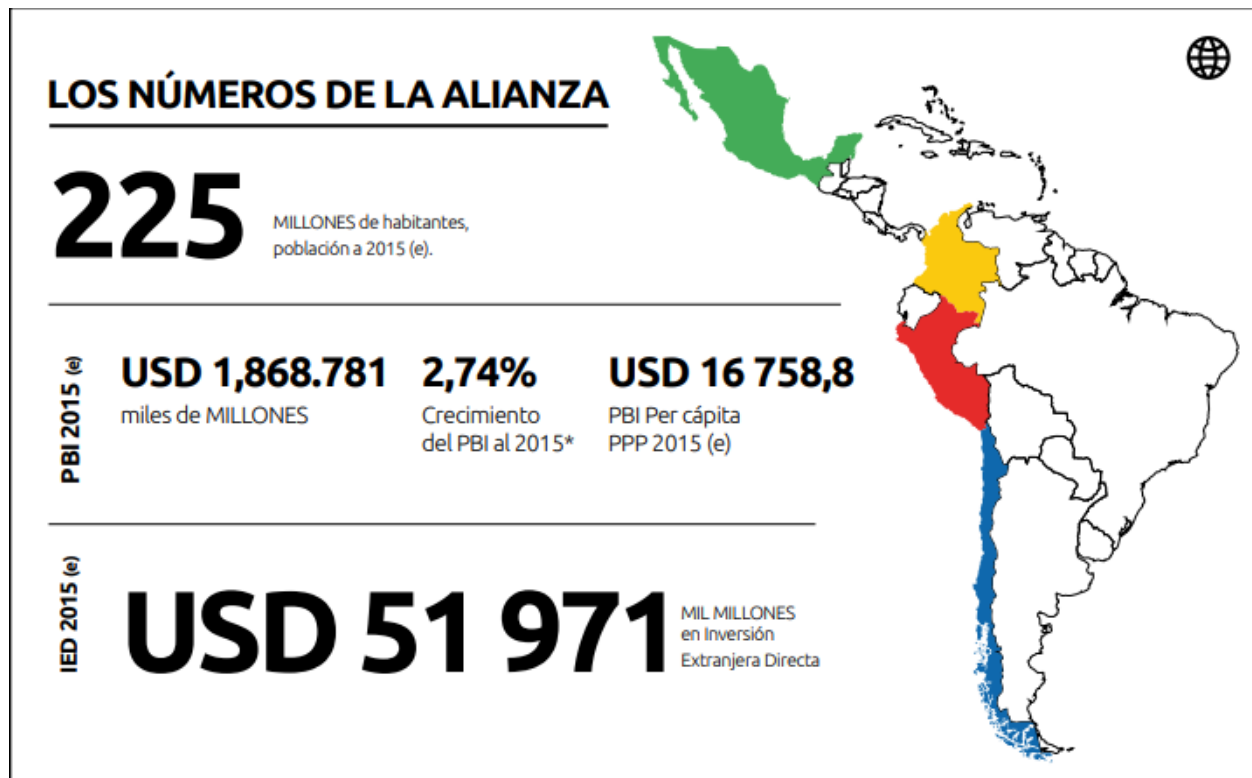 LOS NÚMEROS DE LA ALIANZA
225
MILLONES de habitantes,
población a 2015 (e).
PBI 2015 (e)
USD 1,868.781
miles de MILLONES
2,74%
Crecimiento
del PBI al 2015*
USD 16 758,8
PBI Per cápita
PPP 2015 (e)
IED 2015 (e)
USD 51 971
MIL MILLONES
en Inversión
Extranjera Directa